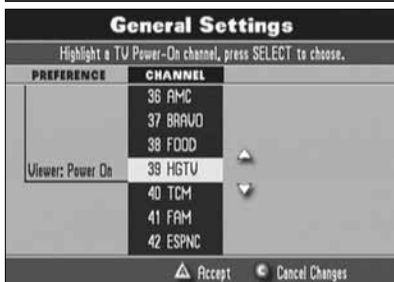 General Settings
Highlight a TV Power-On channel, press SELECT to choose.
PREFERENCE CHANNEL
36 AMC
37 BRAVO
38 FOOD
Viewer: Power On 39 HGTV
40 TCM
41 FAM
42 ESPNC
A Accept C Cancel Changes